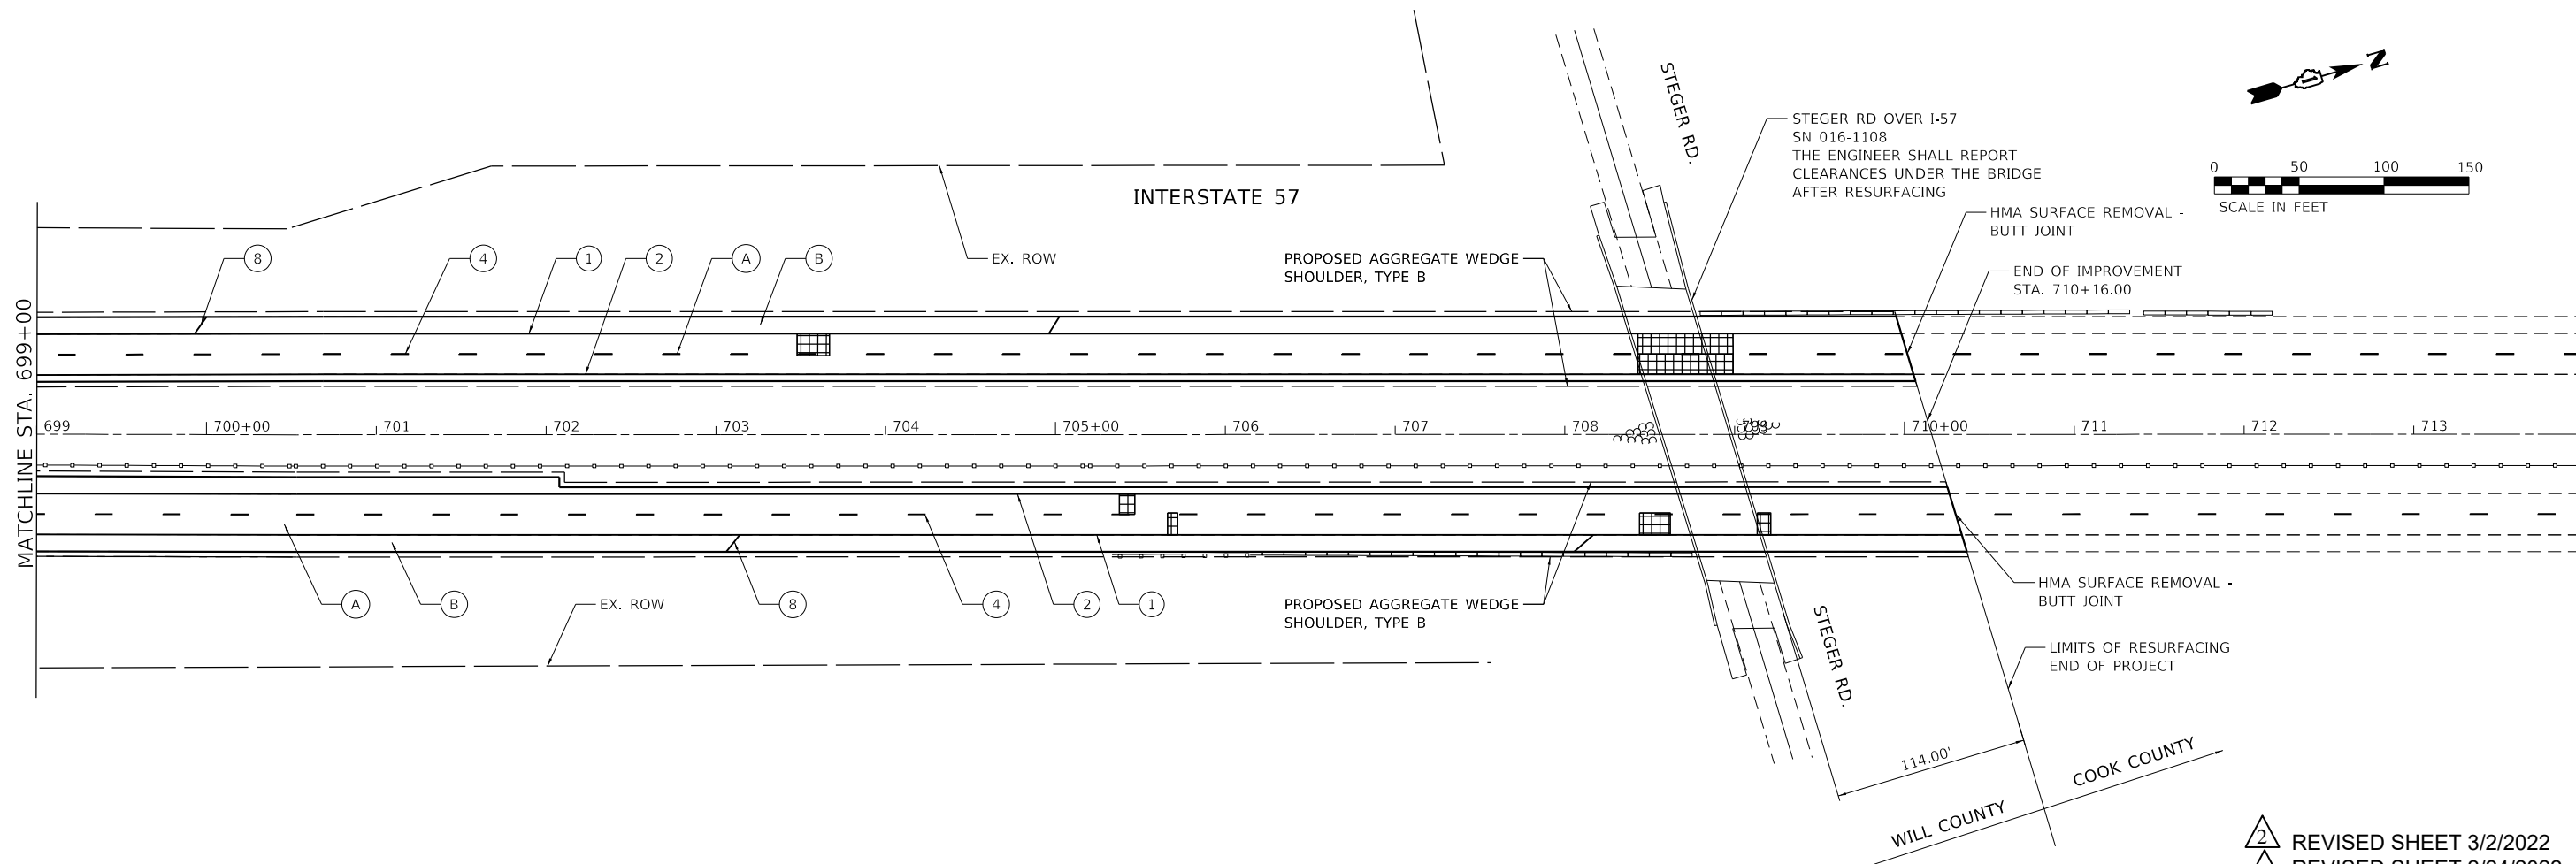 N
STEGER RD.
STEGER RD OVER I-57
SN 016-1108
THE ENGINEER SHALL REPORT
CLEARANCES UNDER THE BRIDGE
AFTER RESURFACING
0 50 100 150
SCALE IN FEET
INTERSTATE 57
HMA SURFACE REMOVAL -
BUTT JOINT
8 4 1 2 A B
EX. ROW
PROPOSED AGGREGATE WEDGE
SHOULDER, TYPE B
END OF IMPROVEMENT
STA. 710+16.00
MATCHLINE STA. 699+00
699 700+00 701 702 703 704 705+00 706 707 708 709 710+00 711 712 713
A B
EX. ROW
8 4 2 1
PROPOSED AGGREGATE WEDGE
SHOULDER, TYPE B
STEGER RD.
HMA SURFACE REMOVAL -
BUTT JOINT
LIMITS OF RESURFACING
END OF PROJECT
114.00'
COOK COUNTY
WILL COUNTY
2 REVISED SHEET 3/2/2022